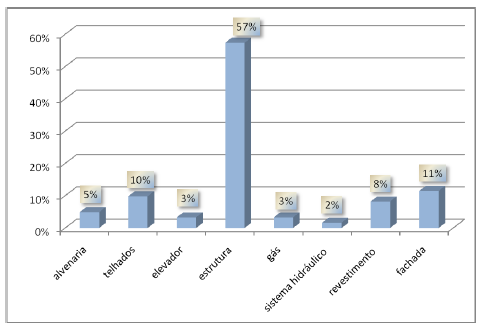 60%
50%
40%
30%
20%
10%
0%
5%
10%
3%
57%
3%
2%
8%
11%
alvenaria
telhados
elevador
estrutura
gás
sistema hidráulico
revestimento
fachada